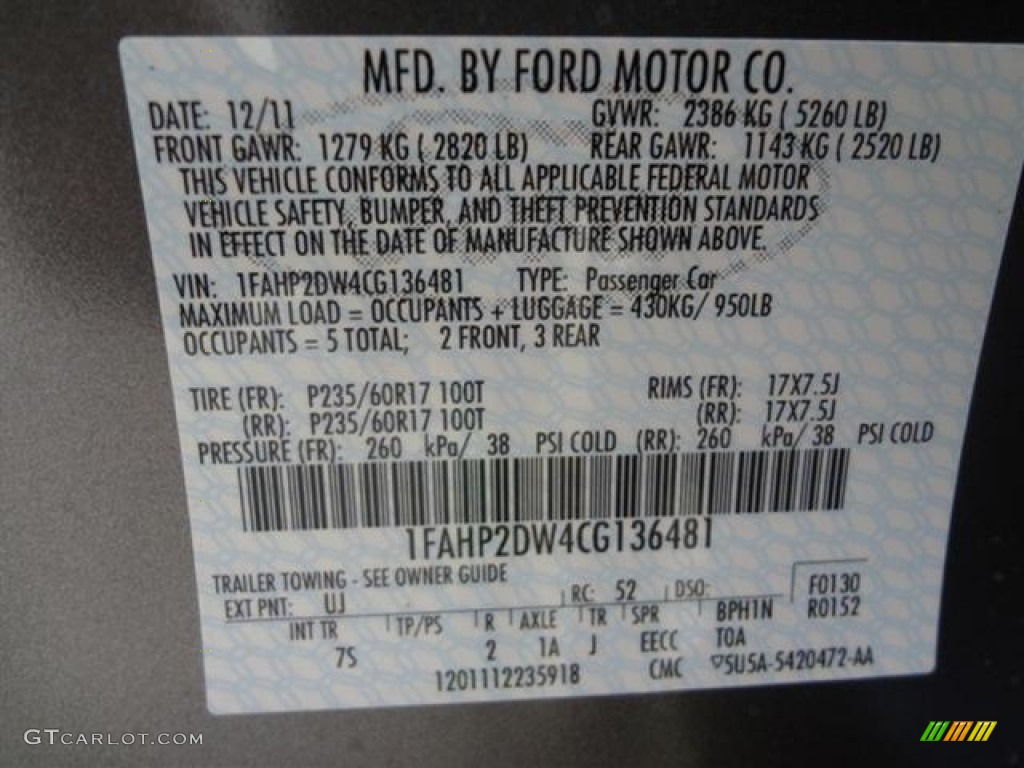 MFD. BY FORD MOTOR CO.
DATE: 12/11 GVWR: 2386 KG ( 5260 LB)
FRONT GAWR: 1279 KG ( 2820 LB) REAR GAWR: 1143 KG ( 2520 LB)
THIS VEHICLE CONFORMS TO ALL APPLICABLE FEDERAL MOTOR
VEHICLE SAFETY, BUMPER, AND THEFT PREVENTION STANDARDS
IN EFFECT ON THE DATE OF MANUFACTURE SHOWN ABOVE.
VIN: 1FAHP2DW4CG136481 TYPE: Passenger Car
MAXIMUM LOAD = OCCUPANTS + LUGGAGE = 430KG/ 950LB
OCCUPANTS = 5 TOTAL; 2 FRONT, 3 REAR
TIRE (FR): P235/60R17 100T RIMS (FR): 17X7.5J
(RR): P235/60R17 100T (RR): 17X7.5J
PRESSURE (FR): 260 kPa/ 38 PSI COLD (RR): 260 kPa/ 38 PSI COLD
1FAHP2DW4CG136481
TRAILER TOWING - SEE OWNER GUIDE
EXT PNT: UJ RC: 52 DSO: F0130
INT TR TP/PS R AXLE TR SPR BPH1N R0152
7S 2 1A J EECC TOA
1201112235918 CMC ▽5U5A-5420472-AA
GTCARLOT.COM